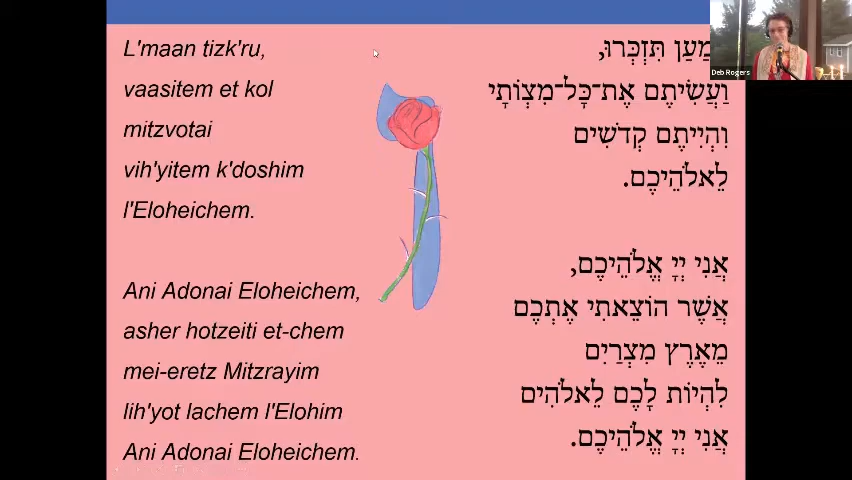 L'maan tizk'ru,
vaasitem et kol
mitzvotai
vih'yitem k'doshim
l'Eloheichem.
Ani Adonai Eloheichem,
asher hotzeiti et-chem
mei-eretz Mitzrayim
lih'yot lachem l'Elohim
Ani Adonai Eloheichem.
תִּזְכְּרוּ,
וַעֲשִׂיתֶם אֶת־כׇּל־מִצְוֹתָי
וִהְיִיתֶם קְדֹשִׁים
לֵאלֹהֵיכֶם.
אֲנִי יְיָ אֱלֹהֵיכֶם,
אֲשֶׁר הוֹצֵאתִי אֶתְכֶם
מֵאֶרֶץ מִצְרַיִם
לִהְיוֹת לָכֶם לֵאלֹהִים
אֲנִי יְיָ אֱלֹהֵיכֶם.
Deb Rogers